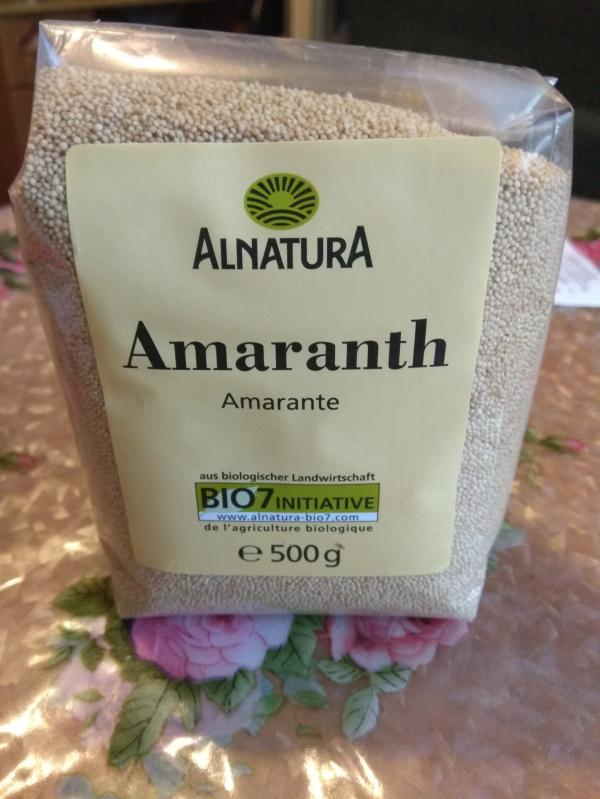 ALNATURA
Amaranth
Amarante
aus biologischer Landwirtschaft
BIO7 INITIATIVE
www.alnatura-bio7.com
de l'agriculture biologique
℮ 500 g